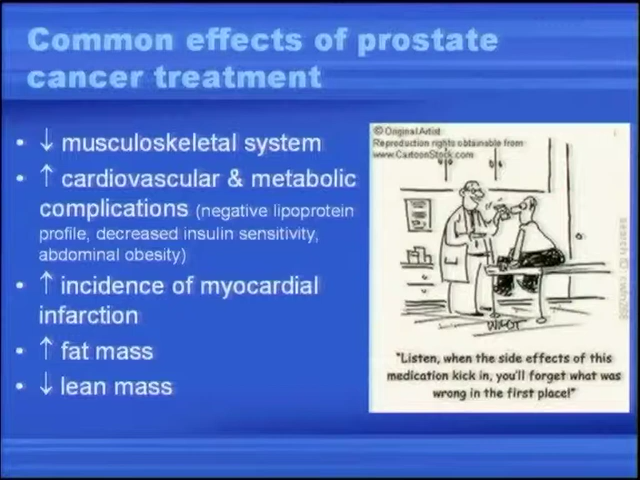 Common effects of prostate
cancer treatment
• ↓ musculoskeletal system
• ↑ cardiovascular & metabolic
complications (negative lipoprotein
profile, decreased insulin sensitivity,
abdominal obesity)
• ↑ incidence of myocardial
infarction
• ↑ fat mass
• ↓ lean mass
© Original Artist
Reproduction rights obtainable from
www.CartoonStock.com
"Listen, when the side effects of this
medication kick in, you'll forget what was
wrong in the first place!"